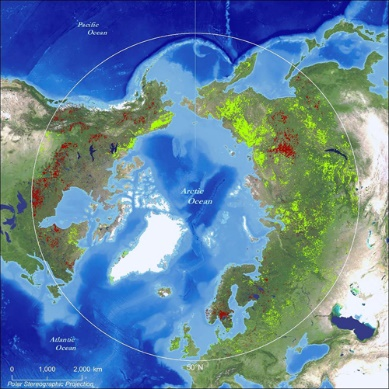 Pacific
Ocean
Arctic
Ocean
Atlantic
Ocean
50 N
0 1,000 2,000 km
Polar Stereographic Projection